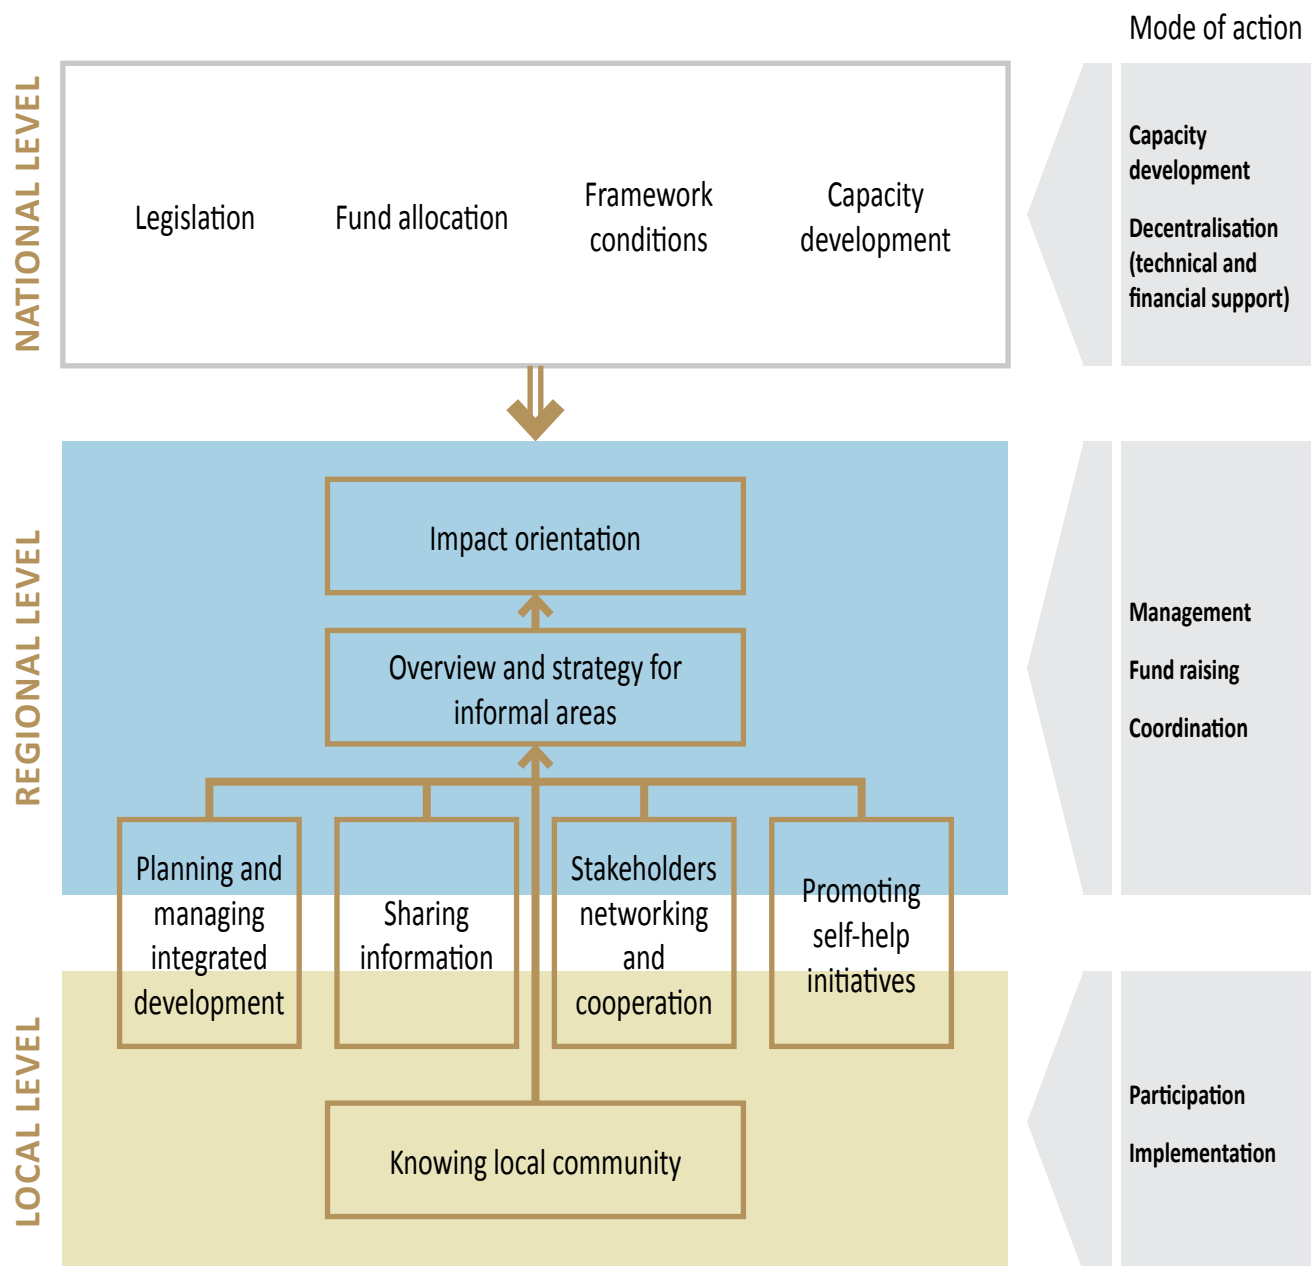 Mode of action
NATIONAL LEVEL
Legislation
Fund allocation
Framework
conditions
Capacity
development
Capacity
development
Decentralisation
(technical and
financial support)
REGIONAL LEVEL
Impact orientation
Overview and strategy for
informal areas
Management
Fund raising
Coordination
Planning and
managing
integrated
development
Sharing
information
Stakeholders
networking
and
cooperation
Promoting
self-help
initiatives
LOCAL LEVEL
Knowing local community
Participation
Implementation